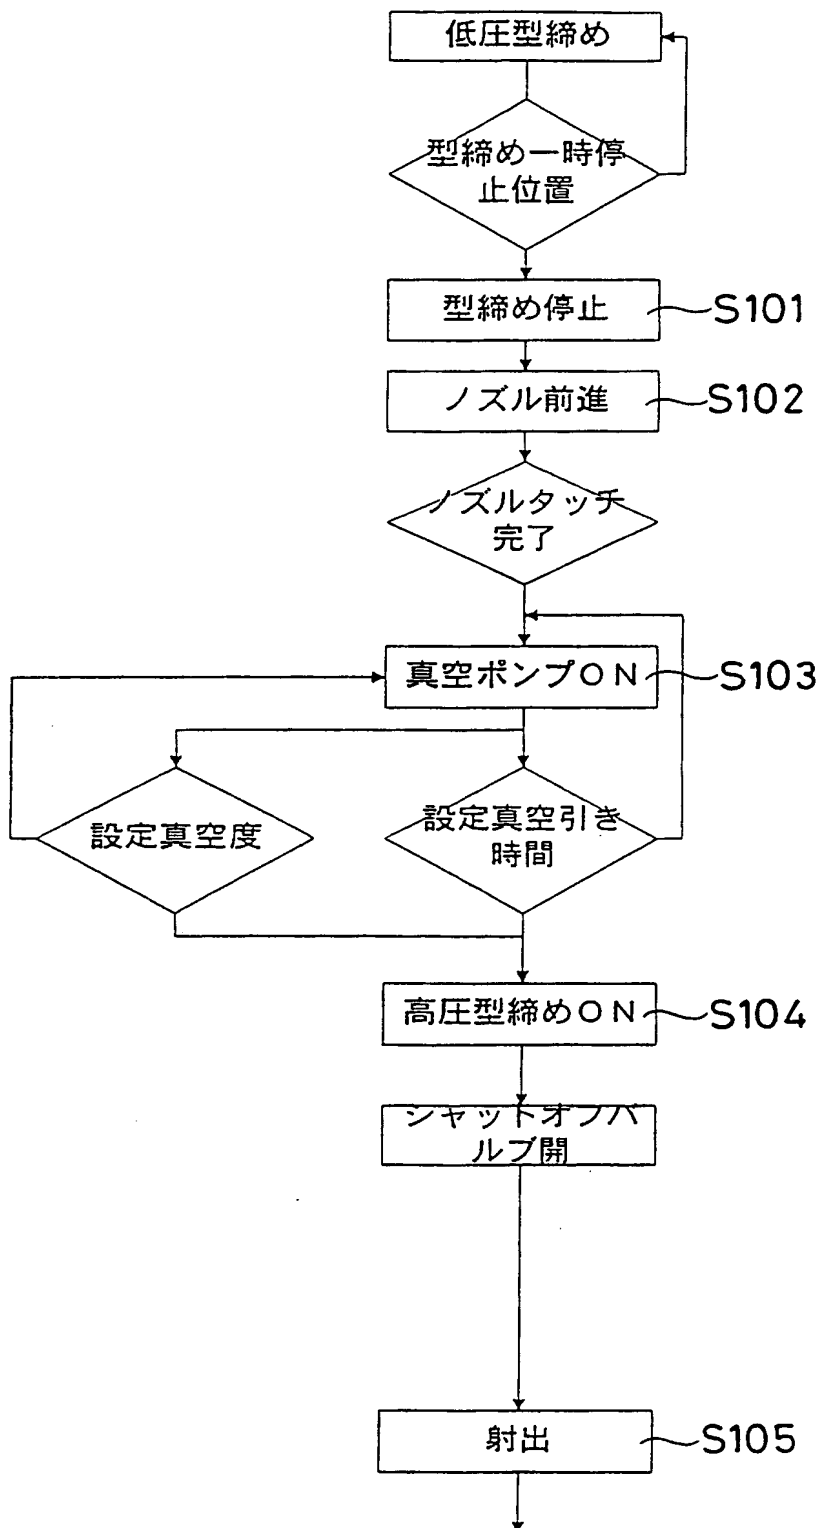 低圧型締め
型締め一時停
止位置
型締め停止
S101
ノズル前進
S102
ノズルタッチ
完了
真空ポンプON
S103
設定真空度
設定真空引き
時間
高圧型締めON
S104
シャットオフバ
ルブ開
射出
S105